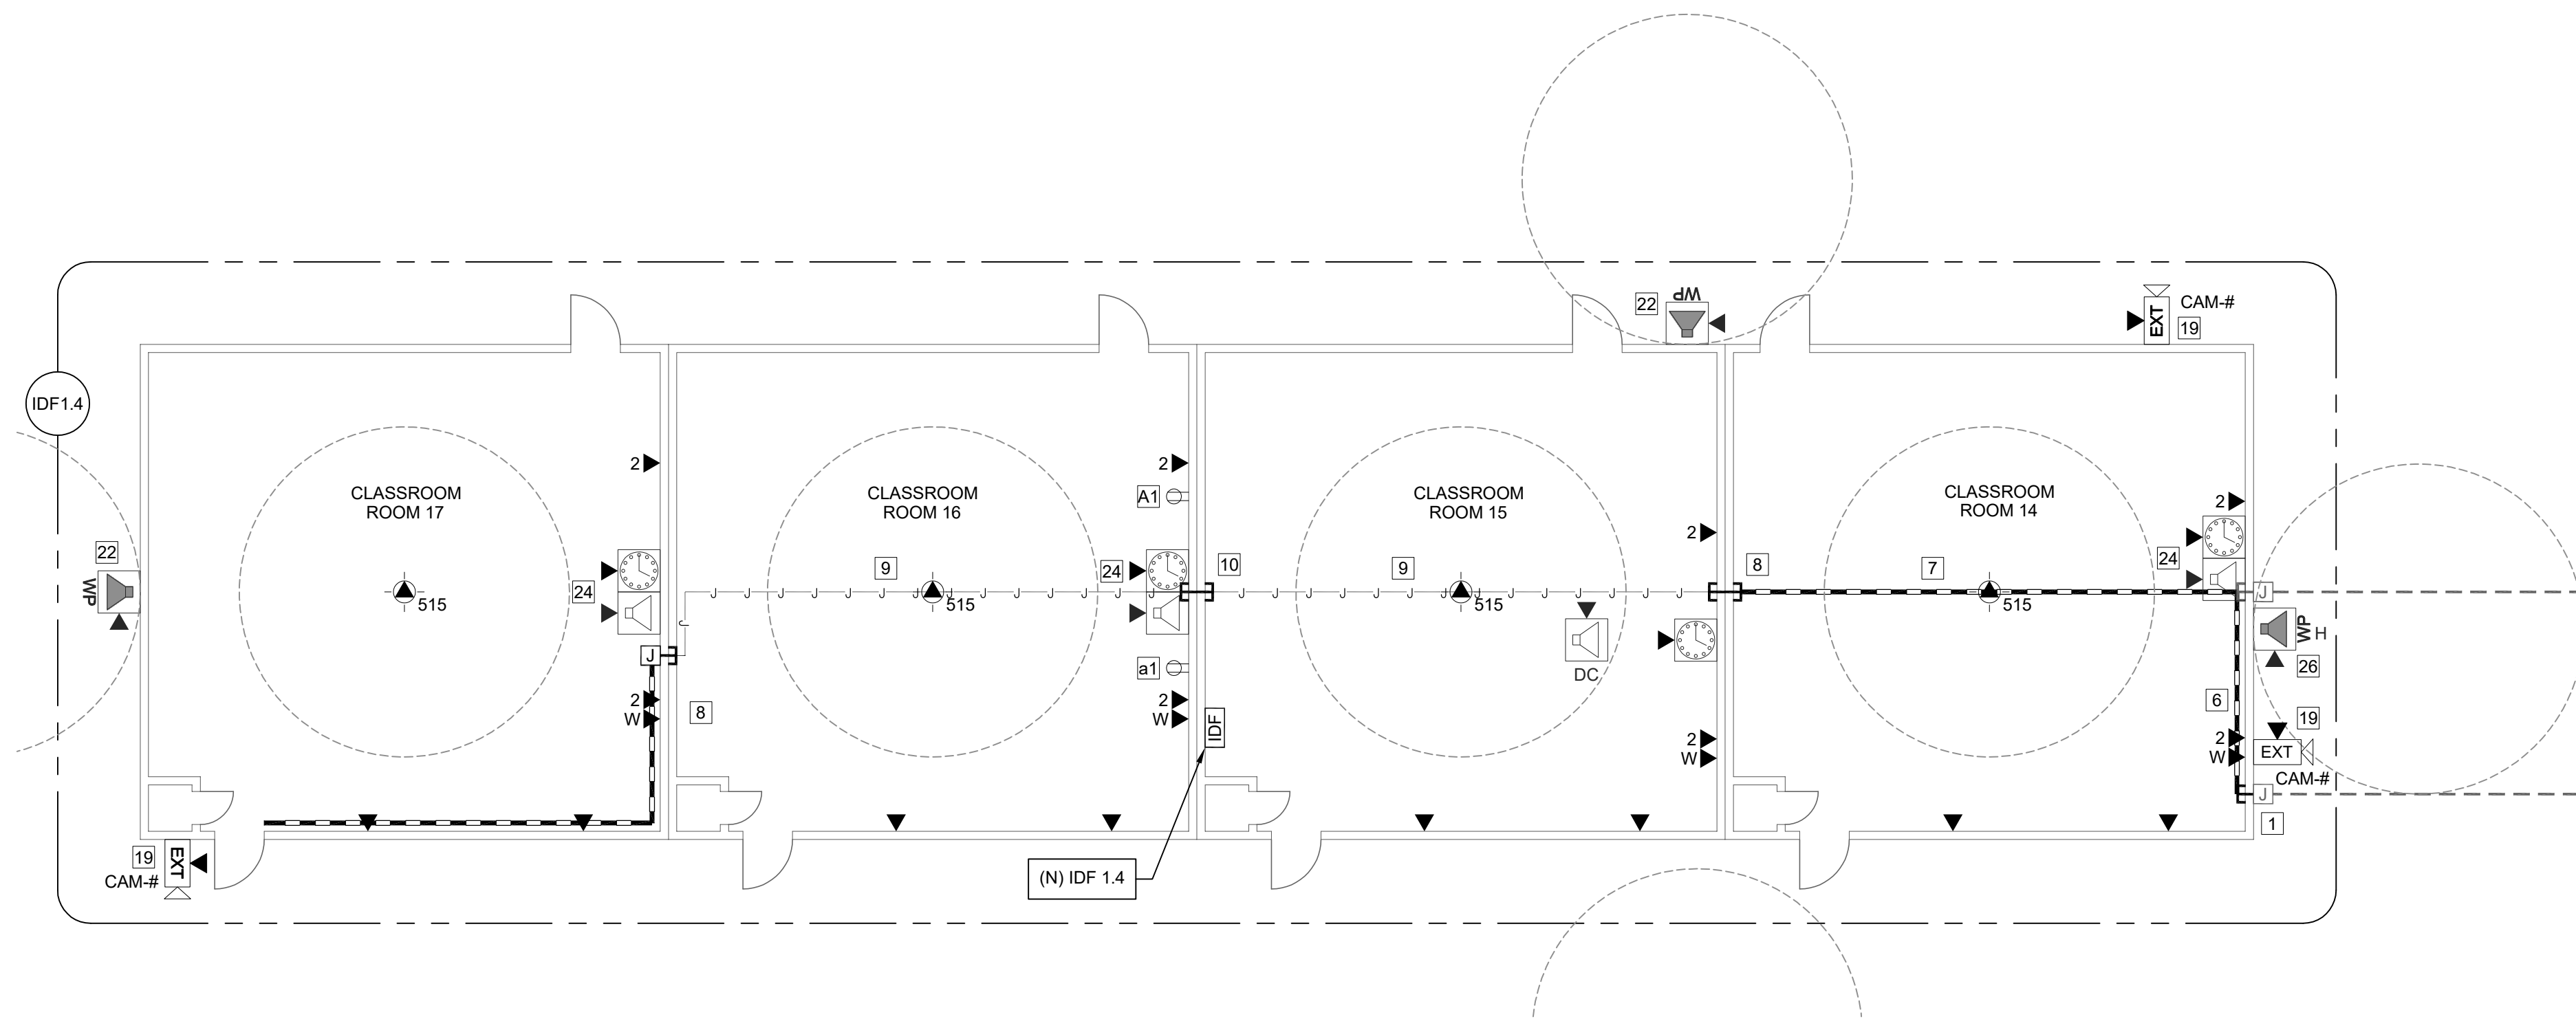 WP
22
CAM-#
EXT
19
IDF1.4
2
2
2
2
CLASSROOM
ROOM 17
A1
CLASSROOM
ROOM 16
CLASSROOM
ROOM 15
CLASSROOM
ROOM 14
22
WP
24
515
9
515
24
10
9
515
8
7
515
24
J
J
DC
WP
H
26
2
W
8
a1
2
W
IDF
2
W
6
2
W
19
EXT
CAM-#
J
1
19
EXT
CAM-#
(N) IDF 1.4